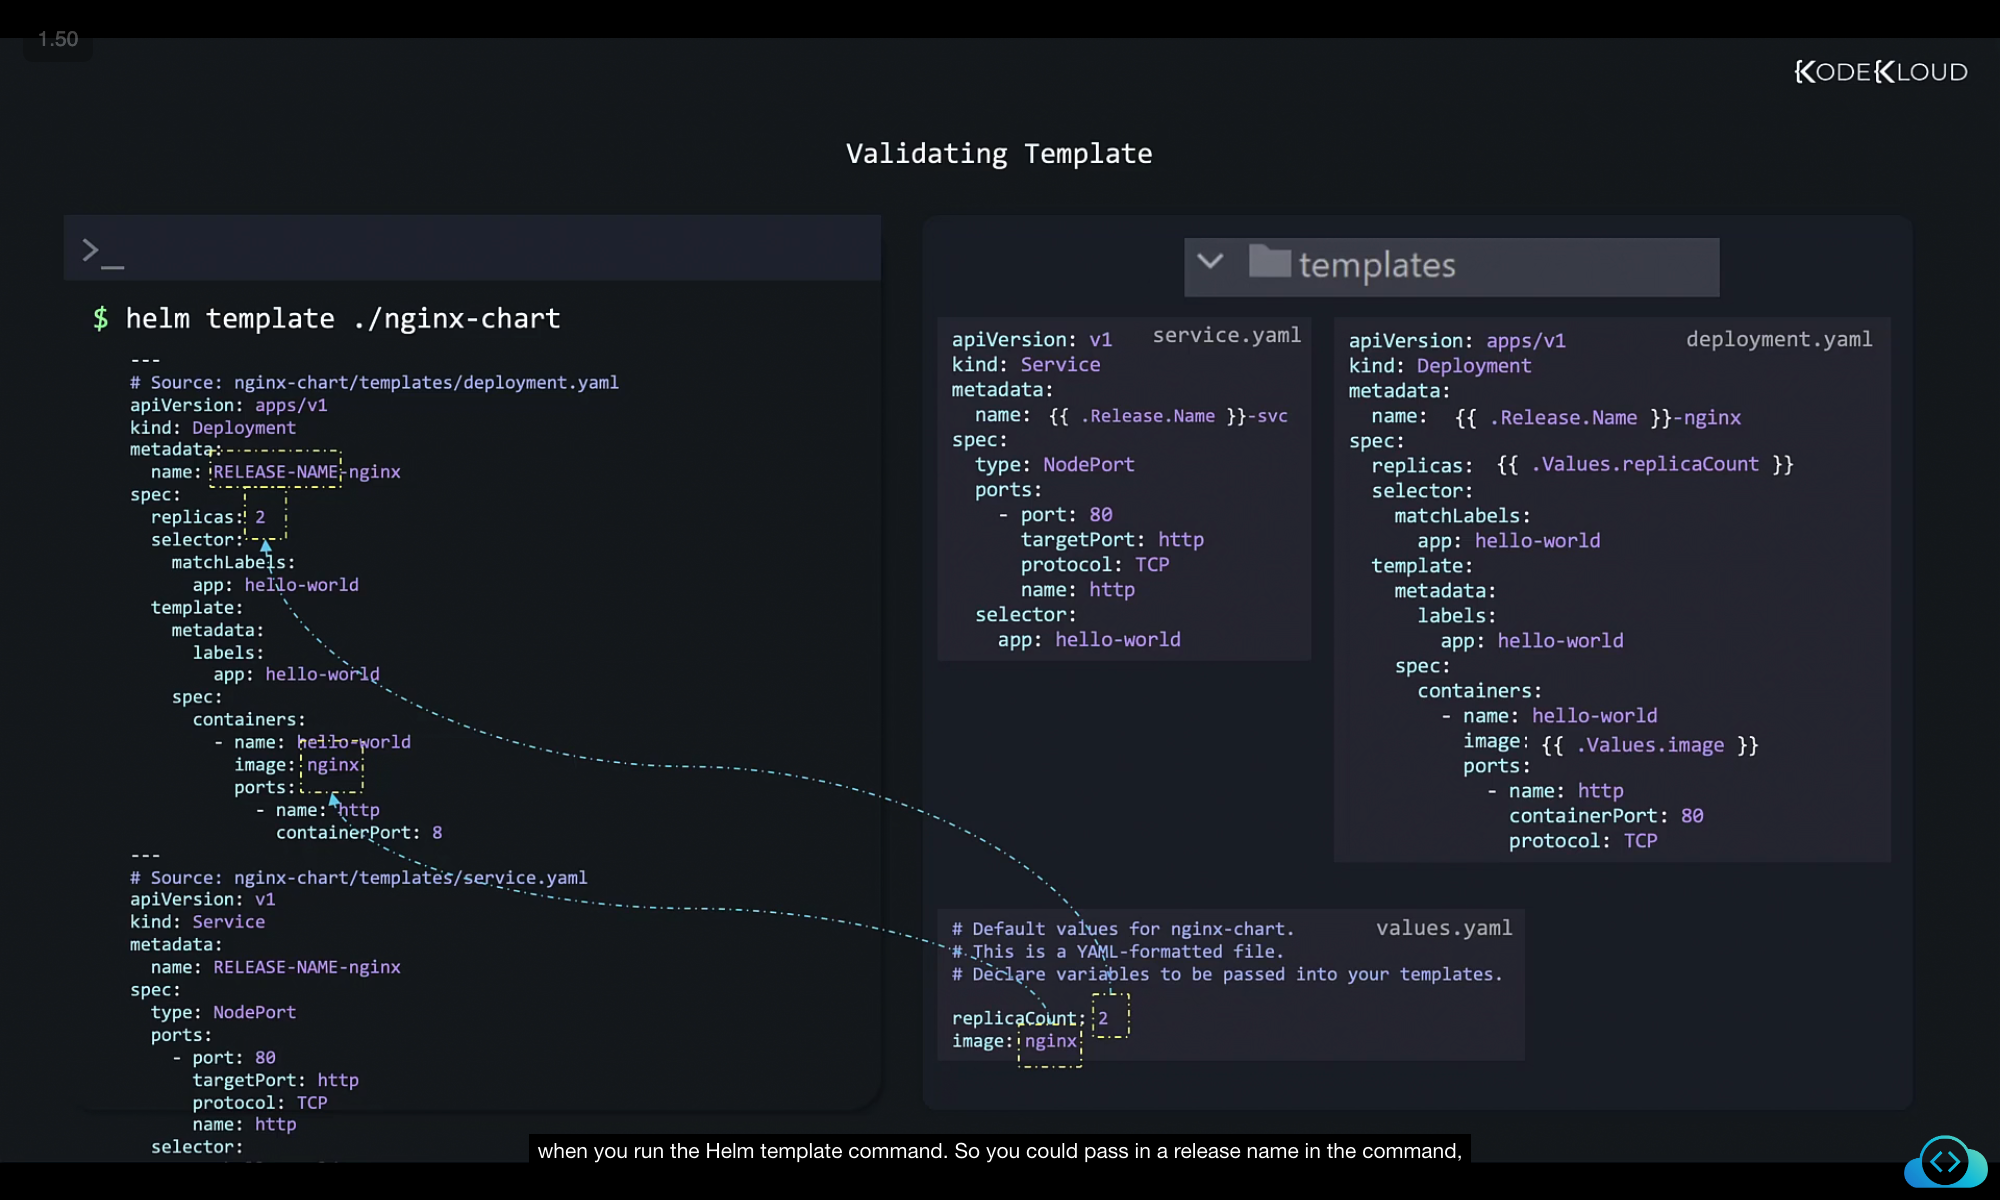 1.50
KODEKLOUD
Validating Template
>_
$ helm template ./nginx-chart
---
# Source: nginx-chart/templates/deployment.yaml
apiVersion: apps/v1
kind: Deployment
metadata:
  name: RELEASE-NAME-nginx
spec:
  replicas: 2
  selector:
    matchLabels:
      app: hello-world
  template:
    metadata:
      labels:
        app: hello-world
    spec:
      containers:
        - name: hello-world
          image: nginx
          ports:
            - name: http
              containerPort: 8
---
# Source: nginx-chart/templates/service.yaml
apiVersion: v1
kind: Service
metadata:
  name: RELEASE-NAME-nginx
spec:
  type: NodePort
  ports:
    - port: 80
      targetPort: http
      protocol: TCP
      name: http
  selector:
templates
service.yaml
apiVersion: v1
kind: Service
metadata:
  name: {{ .Release.Name }}-svc
spec:
  type: NodePort
  ports:
    - port: 80
      targetPort: http
      protocol: TCP
      name: http
  selector:
    app: hello-world
deployment.yaml
apiVersion: apps/v1
kind: Deployment
metadata:
  name: {{ .Release.Name }}-nginx
spec:
  replicas: {{ .Values.replicaCount }}
  selector:
    matchLabels:
      app: hello-world
  template:
    metadata:
      labels:
        app: hello-world
    spec:
      containers:
        - name: hello-world
          image: {{ .Values.image }}
          ports:
            - name: http
              containerPort: 80
              protocol: TCP
values.yaml
# Default values for nginx-chart.
# This is a YAML-formatted file.
# Declare variables to be passed into your templates.
replicaCount: 2
image: nginx
when you run the Helm template command. So you could pass in a release name in the command,